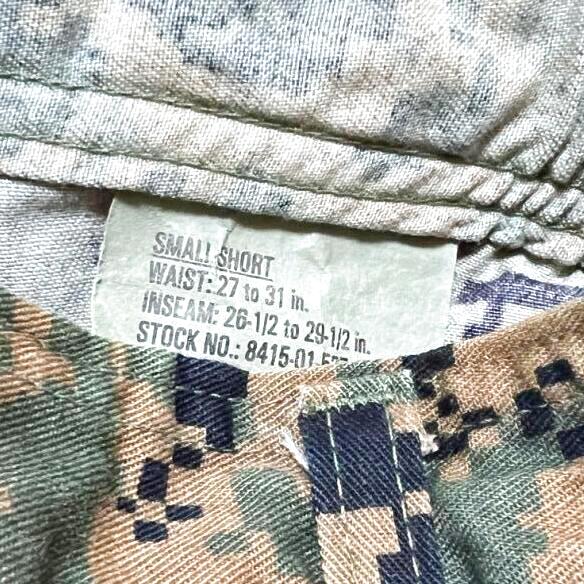 SMALL SHORT
WAIST: 27 to 31 in.
INSEAM: 26-1/2 to 29-1/2 in.
STOCK NO.: 8415-01-